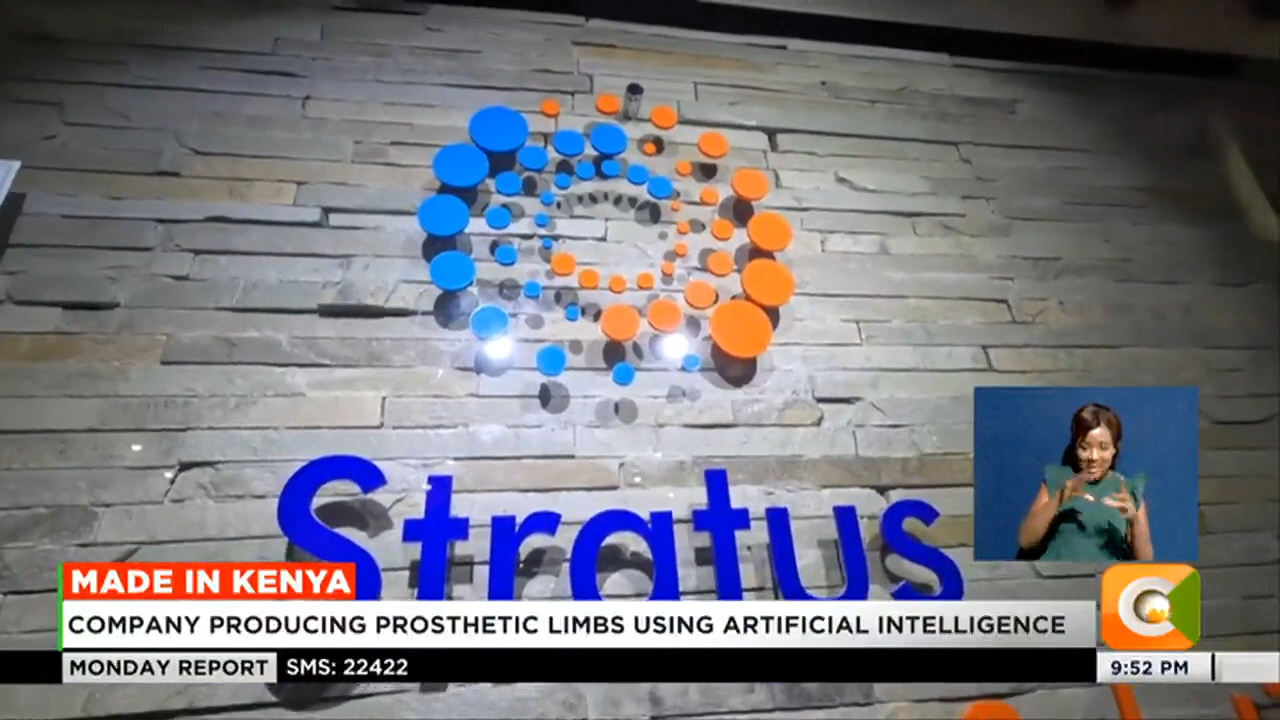 Stratus
MADE IN KENYA
COMPANY PRODUCING PROSTHETIC LIMBS USING ARTIFICIAL INTELLIGENCE
MONDAY REPORT SMS: 22422
9:52 PM